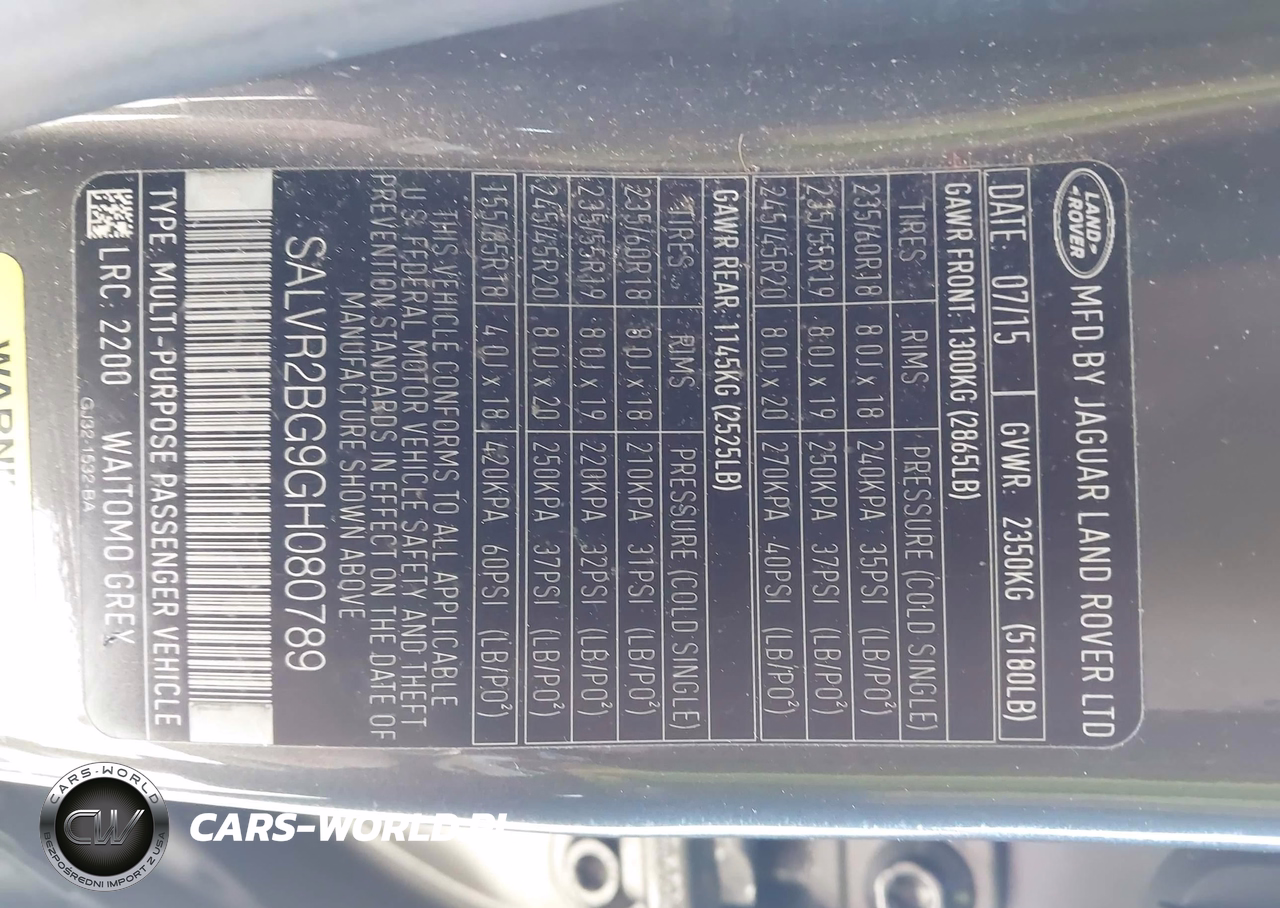 LAND ROVER MFD BY JAGUAR LAND ROVER LTD
DATE: 07/15 GVWR: 2350KG (5180LB)
GAWR FRONT: 1300KG (2865LB)
TIRES RIMS PRESSURE (COLD SINGLE)
235/60R18 8.0J x 18 240KPA 35PSI (LB/PO²)
235/55R19 8.0J x 19 250KPA 37PSI (LB/PO²)
245/45R20 8.0J x 20 270KPA 40PSI (LB/PO²)
GAWR REAR: 1145KG (2525LB)
TIRES RIMS PRESSURE (COLD SINGLE)
235/60R18 8.0J x 18 210KPA 31PSI (LB/PO²)
235/55R19 8.0J x 19 220KPA 32PSI (LB/PO²)
245/45R20 8.0J x 20 250KPA 37PSI (LB/PO²)
155/85R18 4.0J x 18 420KPA 60PSI (LB/PO²)
THIS VEHICLE CONFORMS TO ALL APPLICABLE
U.S. FEDERAL MOTOR VEHICLE SAFETY AND THEFT
PREVENTION STANDARDS IN EFFECT ON THE DATE OF
MANUFACTURE SHOWN ABOVE
SALVR2BG9GH080789
TYPE: MULTI-PURPOSE PASSENGER VEHICLE
LRC: 2200 WAITOMO GREY
GJ32-1532-BA
CARS-WORLD
CW
BEZPOŚREDNI IMPORT Z USA
CARS-WORLD.PL